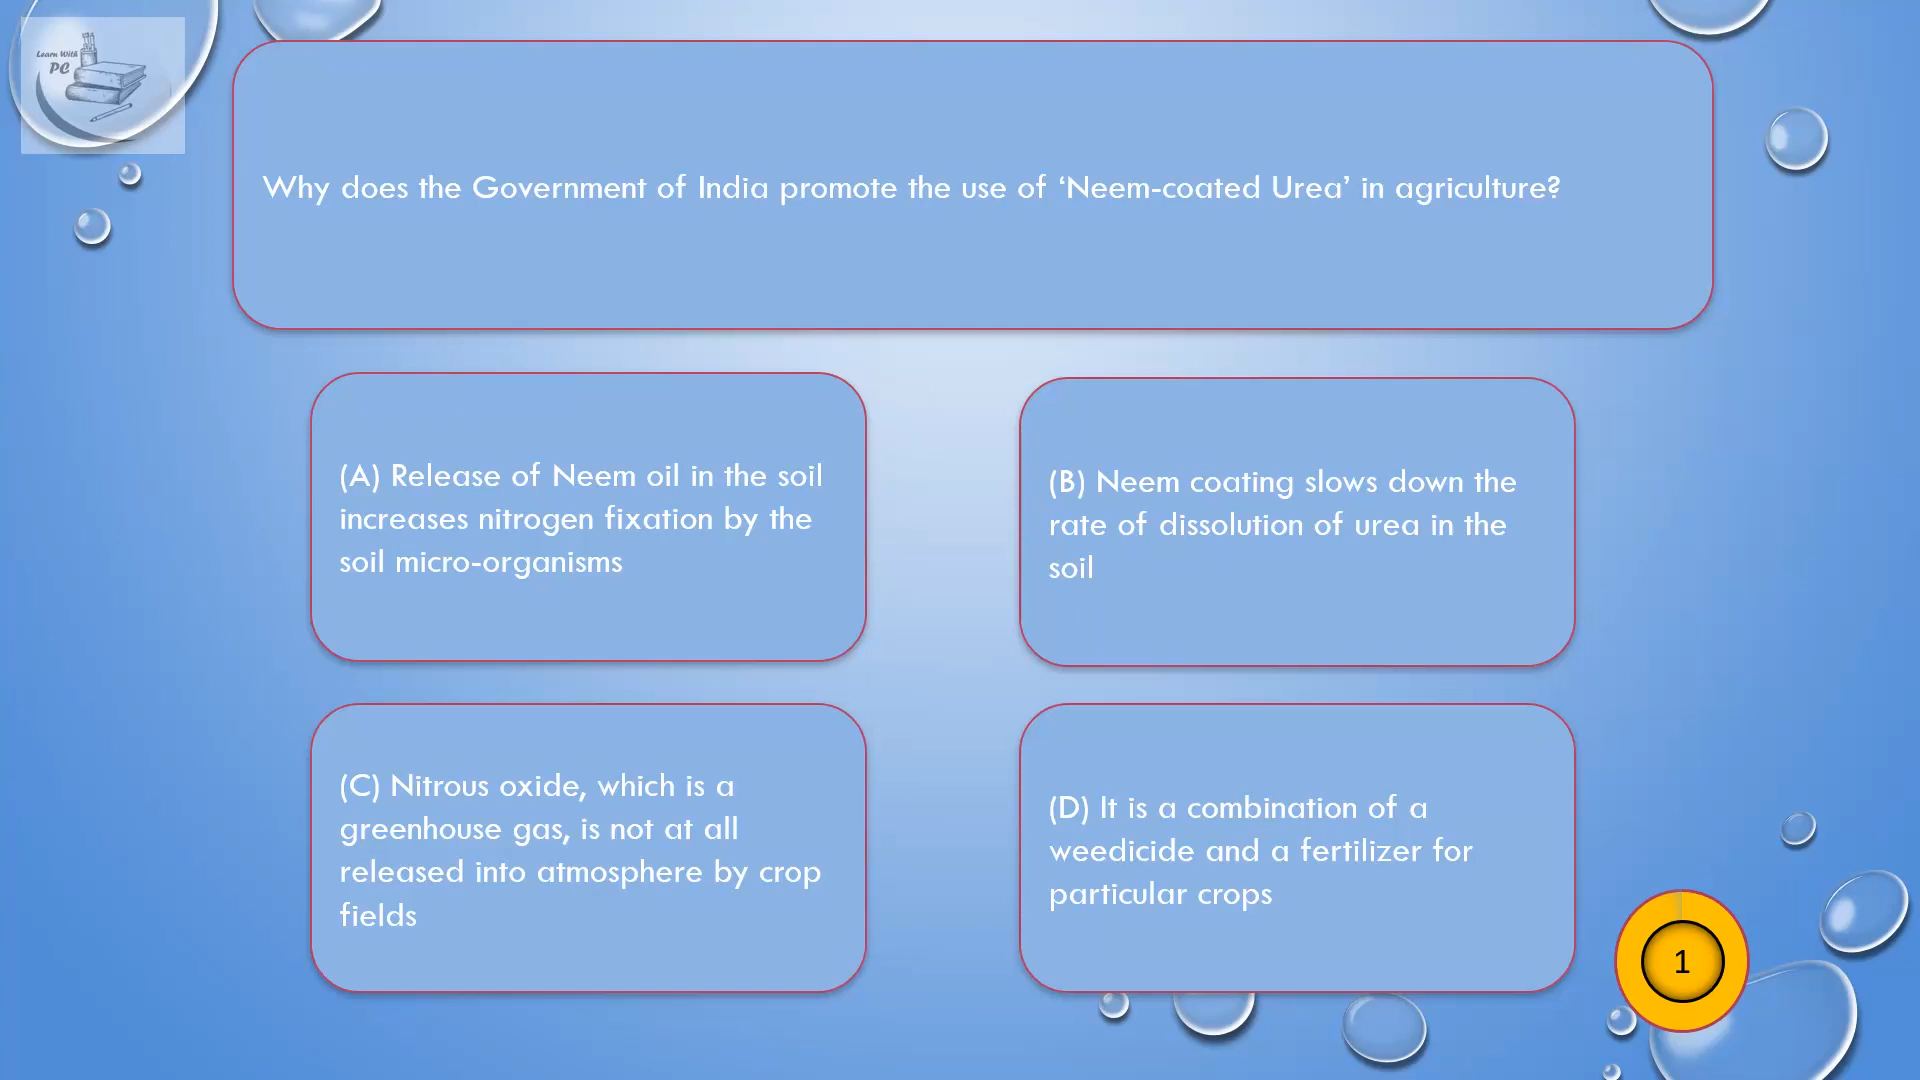 Learn With
PC
Why does the Government of India promote the use of ‘Neem-coated Urea’ in agriculture?
(A) Release of Neem oil in the soil
increases nitrogen fixation by the
soil micro-organisms
(B) Neem coating slows down the
rate of dissolution of urea in the
soil
(C) Nitrous oxide, which is a
greenhouse gas, is not at all
released into atmosphere by crop
fields
(D) It is a combination of a
weedicide and a fertilizer for
particular crops
1